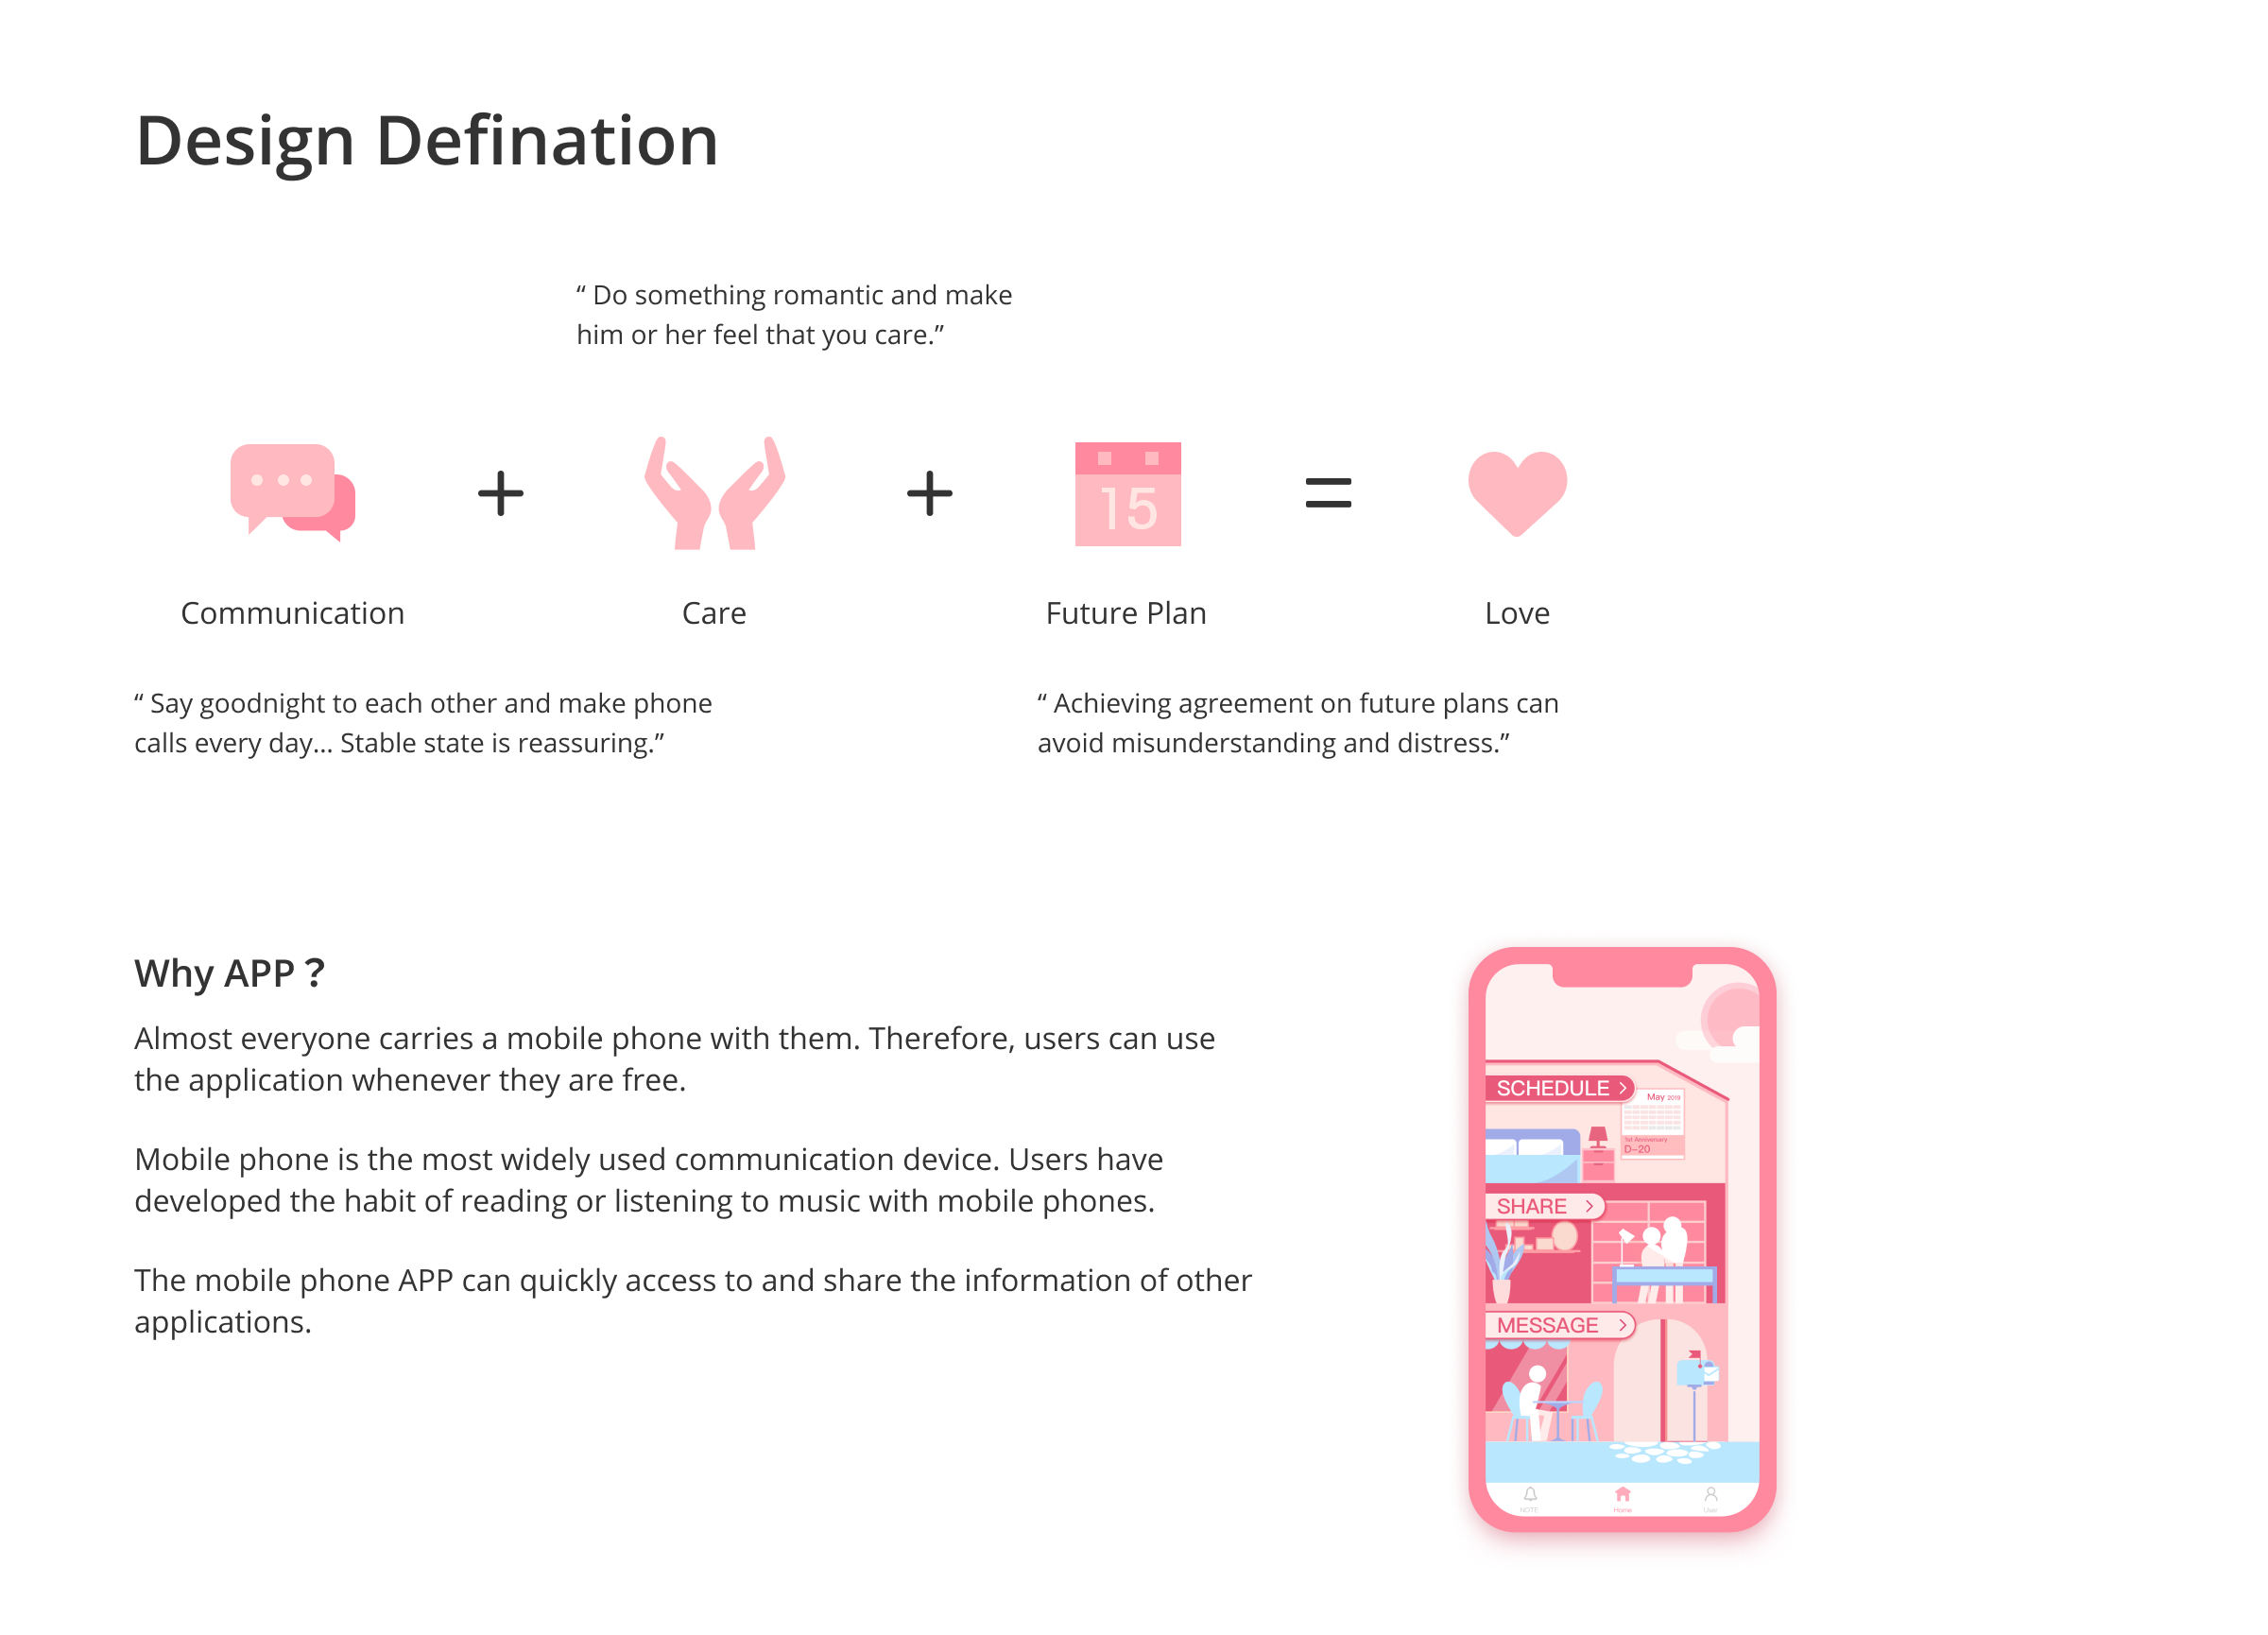 Design Defination
“ Do something romantic and make
him or her feel that you care.”
15
Communication
Care
Future Plan
Love
“ Say goodnight to each other and make phone
calls every day... Stable state is reassuring.”
“ Achieving agreement on future plans can
avoid misunderstanding and distress.”
Why APP ?
Almost everyone carries a mobile phone with them. Therefore, users can use
the application whenever they are free.
Mobile phone is the most widely used communication device. Users have
developed the habit of reading or listening to music with mobile phones.
The mobile phone APP can quickly access to and share the information of other
applications.
SCHEDULE
May 2019
1st Anniversary
D-20
SHARE
MESSAGE
NOTE
Home
User